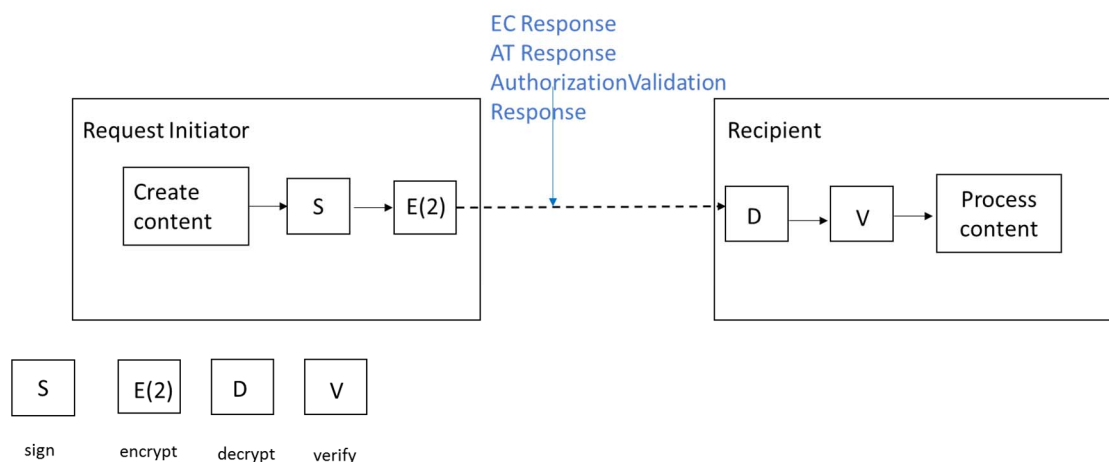 EC Response
AT Response
AuthorizationValidation
Response
Request Initiator
Create
content
S
E(2)
Recipient
D
V
Process
content
S
E(2)
D
V
sign
encrypt
decrypt
verify